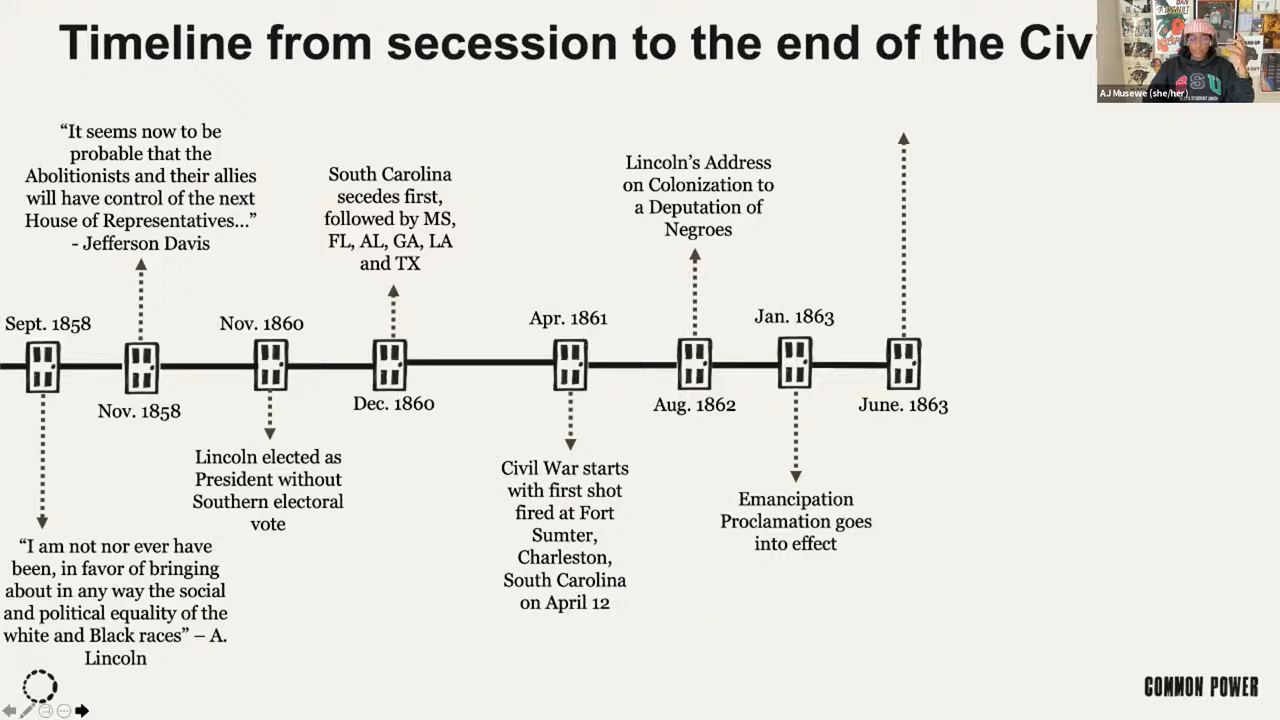 Timeline from secession to the end of the Civ
AJ Musewe (she/her)
“It seems now to be
probable that the
Abolitionists and their allies
will have control of the next
House of Representatives...”
- Jefferson Davis
South Carolina
secedes first,
followed by MS,
FL, AL, GA, LA
and TX
Lincoln’s Address
on Colonization to
a Deputation of
Negroes
Sept. 1858
Nov. 1858
Nov. 1860
Dec. 1860
Apr. 1861
Aug. 1862
Jan. 1863
June. 1863
Lincoln elected as
President without
Southern electoral
vote
Civil War starts
with first shot
fired at Fort
Sumter,
Charleston,
South Carolina
on April 12
Emancipation
Proclamation goes
into effect
“I am not nor ever have
been, in favor of bringing
about in any way the social
and political equality of the
white and Black races” – A.
Lincoln
COMMON POWER